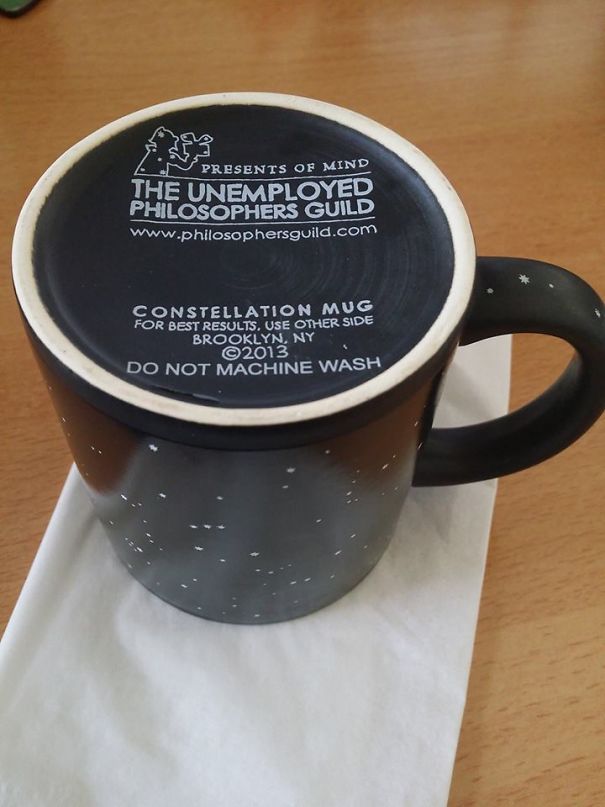 PRESENTS OF MIND
THE UNEMPLOYED
PHILOSOPHERS GUILD
www.philosophersguild.com
CONSTELLATION MUG
FOR BEST RESULTS, USE OTHER SIDE
BROOKLYN, NY
©2013
DO NOT MACHINE WASH